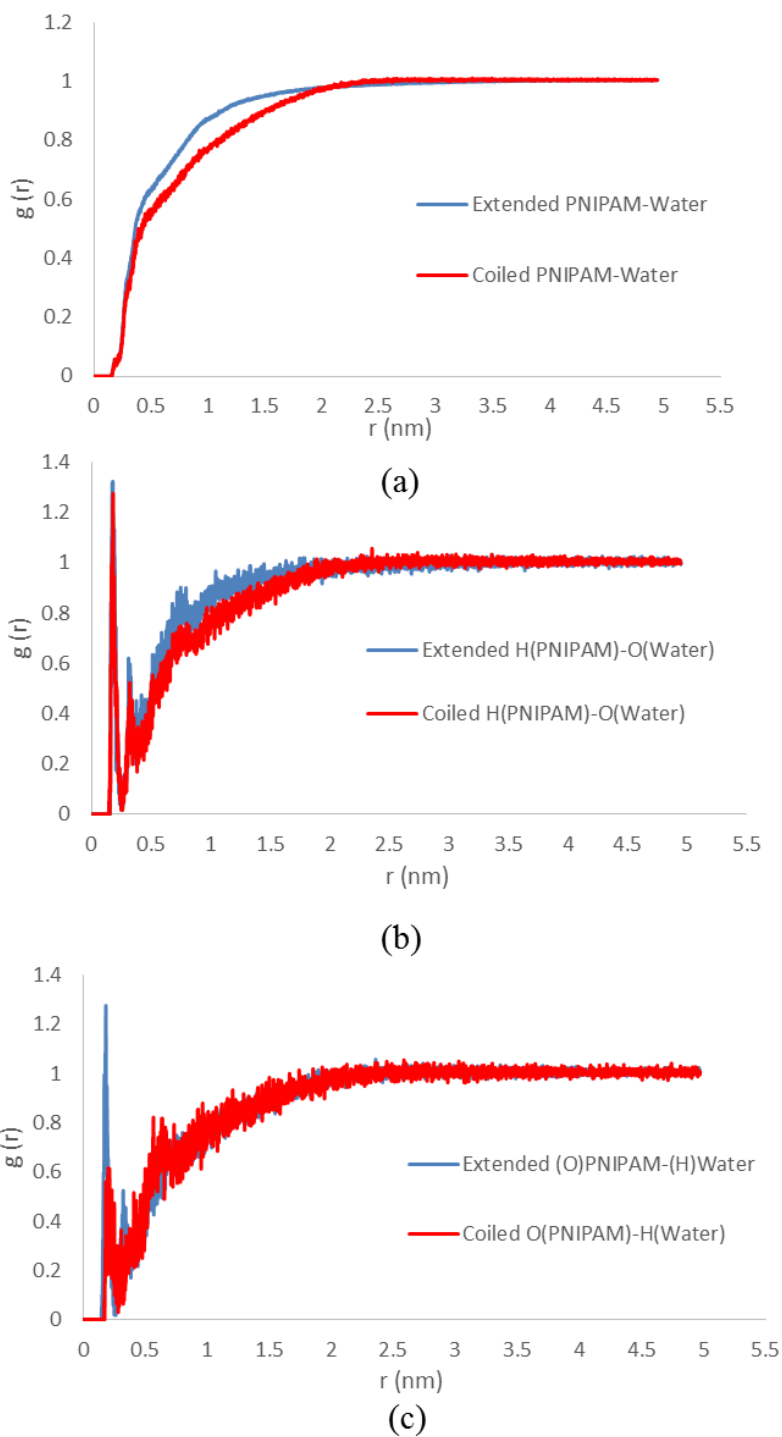 1.2
1
0.8
0.6
0.4
0.2
0
g (r)
Extended PNIPAM-Water
Coiled PNIPAM-Water
0 0.5 1 1.5 2 2.5 3 3.5 4 4.5 5 5.5
r (nm)
(a)
1.4
1.2
1
0.8
0.6
0.4
0.2
0
g (r)
Extended H(PNIPAM)-O(Water)
Coiled H(PNIPAM)-O(Water)
0 0.5 1 1.5 2 2.5 3 3.5 4 4.5 5 5.5
r (nm)
(b)
1.4
1.2
1
0.8
0.6
0.4
0.2
0
g (r)
Extended (O)PNIPAM-(H)Water
Coiled O(PNIPAM)-H(Water)
0 0.5 1 1.5 2 2.5 3 3.5 4 4.5 5 5.5
r (nm)
(c)